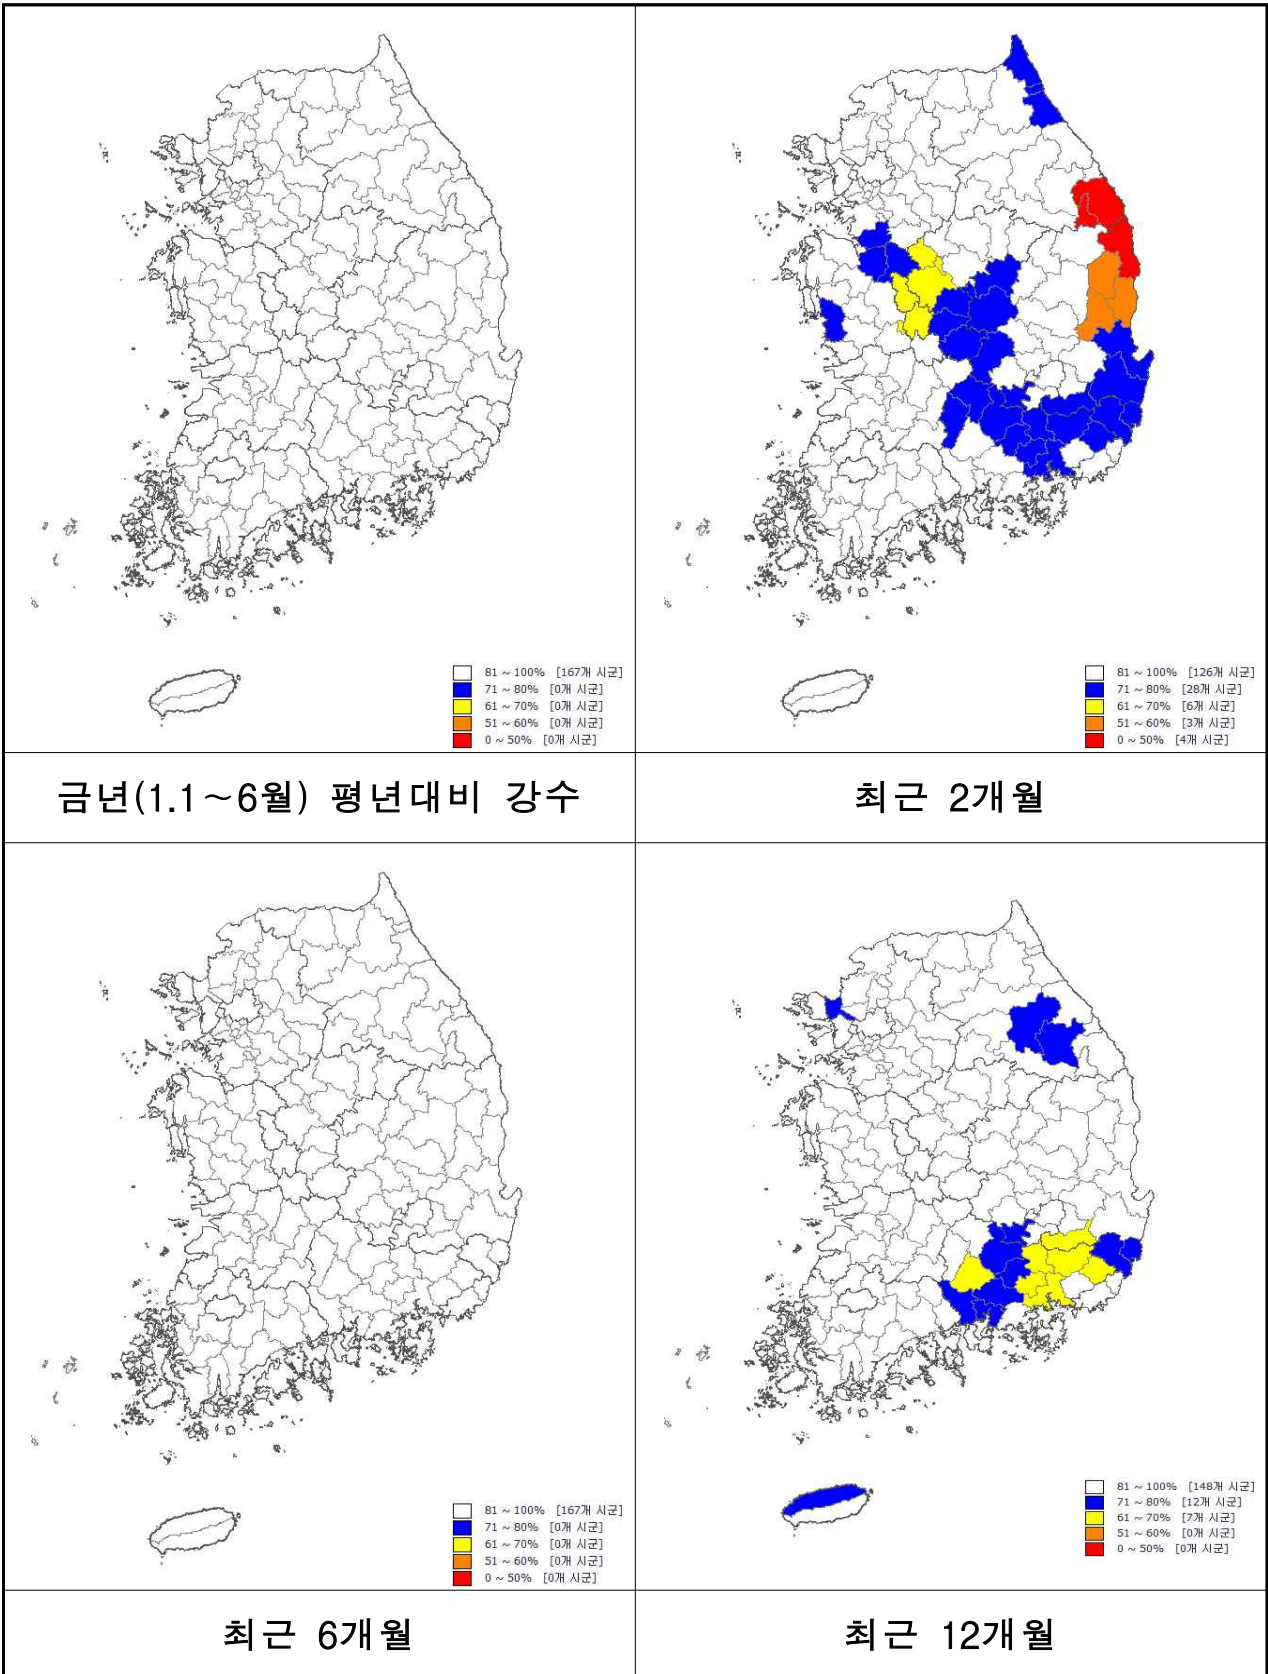 81 ~ 100% [167개 시군]
71 ~ 80% [0개 시군]
61 ~ 70% [0개 시군]
51 ~ 60% [0개 시군]
0 ~ 50% [0개 시군]
81 ~ 100% [126개 시군]
71 ~ 80% [28개 시군]
61 ~ 70% [6개 시군]
51 ~ 60% [3개 시군]
0 ~ 50% [4개 시군]
금년(1.1~6월) 평년대비 강수
최근 2개월
81 ~ 100% [167개 시군]
71 ~ 80% [0개 시군]
61 ~ 70% [0개 시군]
51 ~ 60% [0개 시군]
0 ~ 50% [0개 시군]
81 ~ 100% [148개 시군]
71 ~ 80% [12개 시군]
61 ~ 70% [7개 시군]
51 ~ 60% [0개 시군]
0 ~ 50% [0개 시군]
최근 6개월
최근 12개월